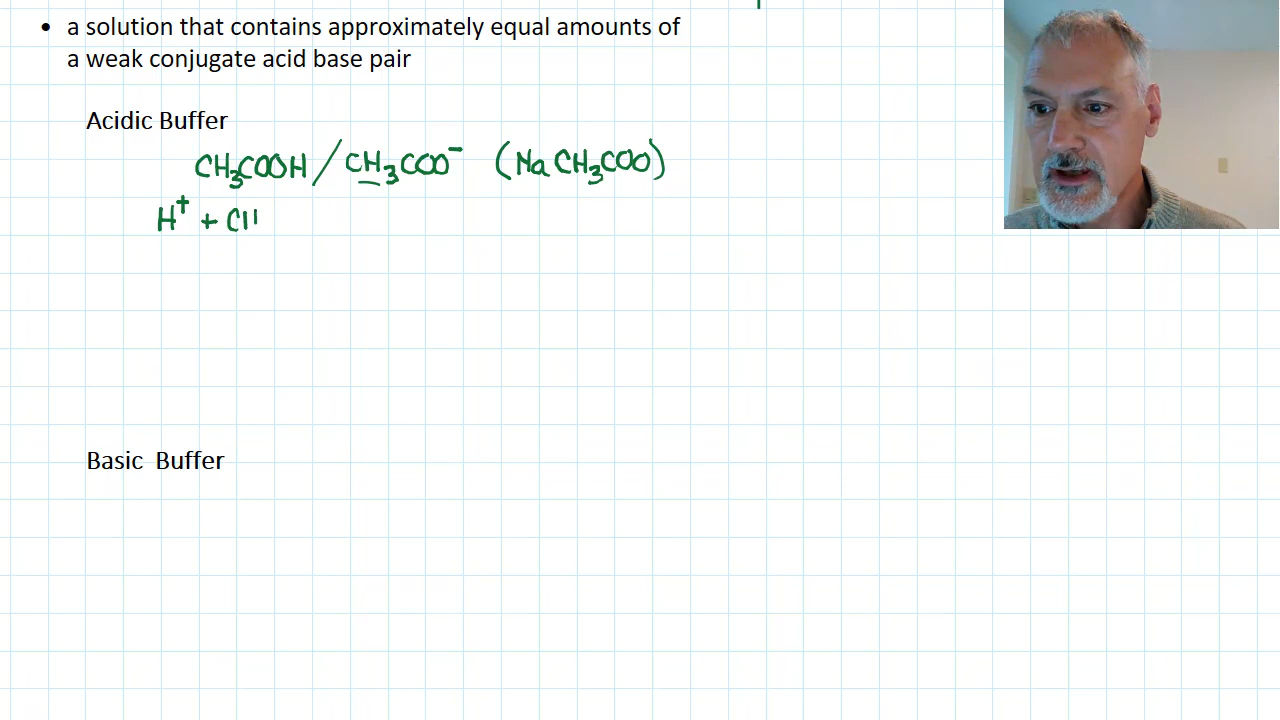 • a solution that contains approximately equal amounts of
a weak conjugate acid base pair
Acidic Buffer
CH₃COOH / CH₃COO⁻ (NaCH₃COO)
H⁺ + C
Basic Buffer